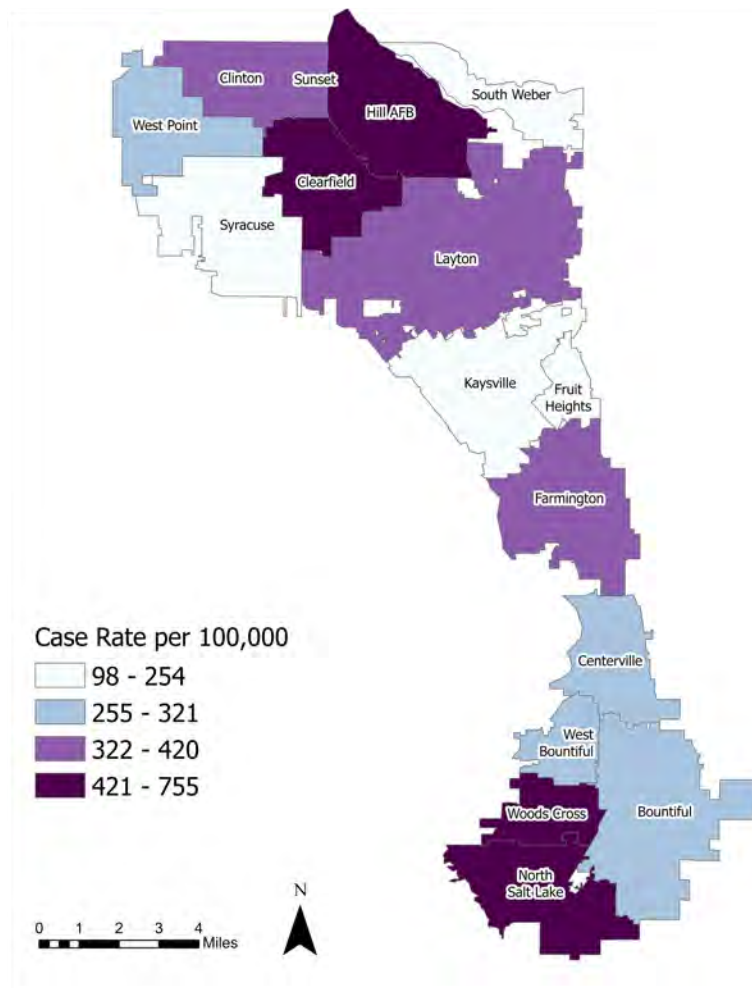 Clinton
Sunset
South Weber
Hill AFB
West Point
Clearfield
Syracuse
Layton
Kaysville
Fruit
Heights
Farmington
Case Rate per 100,000
98 - 254
255 - 321
322 - 420
421 - 755
Centerville
West
Bountiful
Bountiful
Woods Cross
North
Salt Lake
N
0 1 2 3 4
Miles